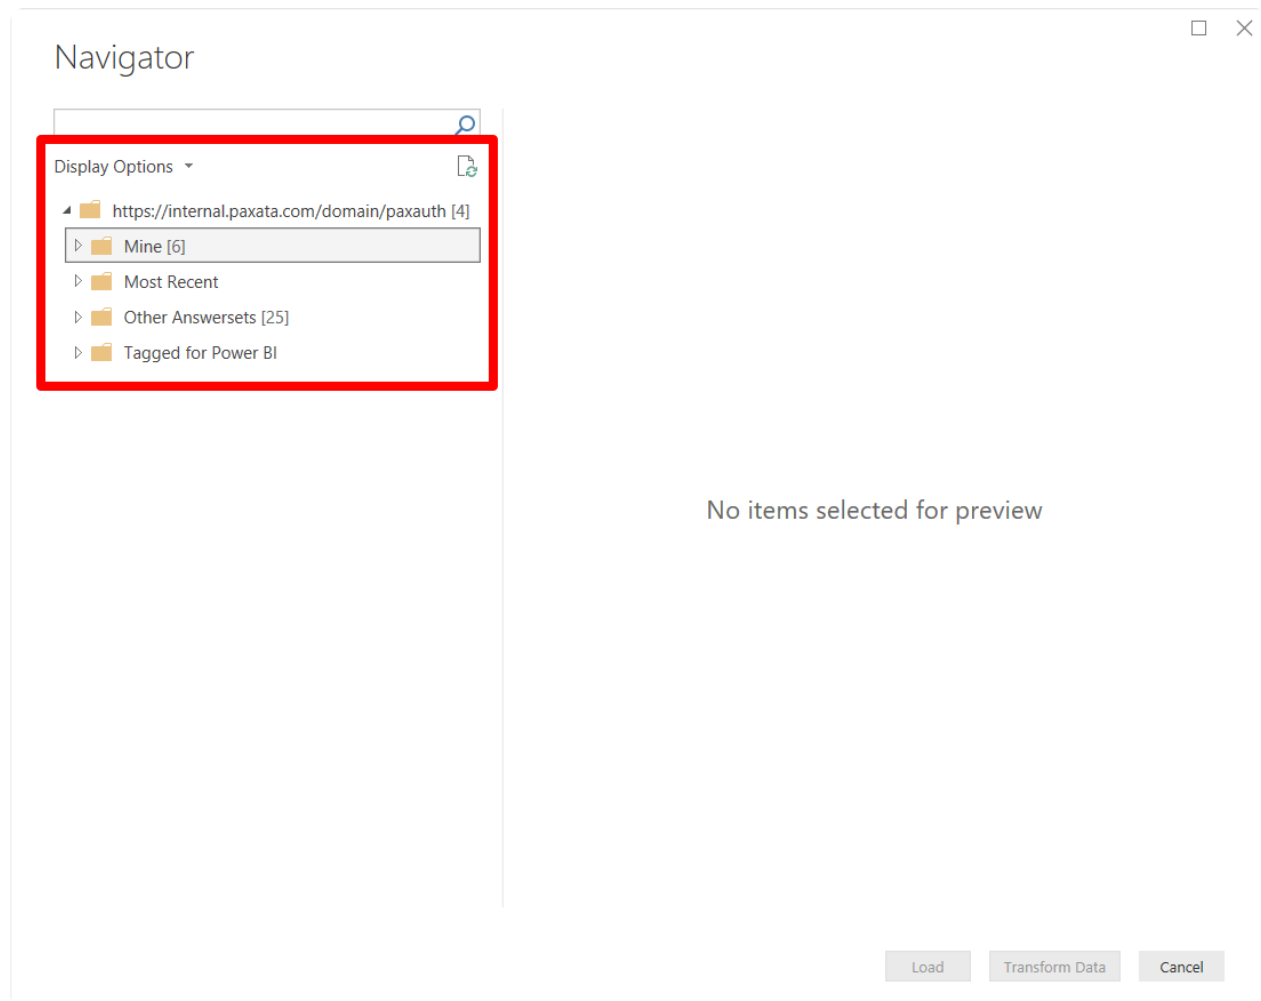 Navigator
Display Options
https://internal.paxata.com/domain/paxauth [4]
Mine [6]
Most Recent
Other Answersets [25]
Tagged for Power BI
No items selected for preview
Load
Transform Data
Cancel